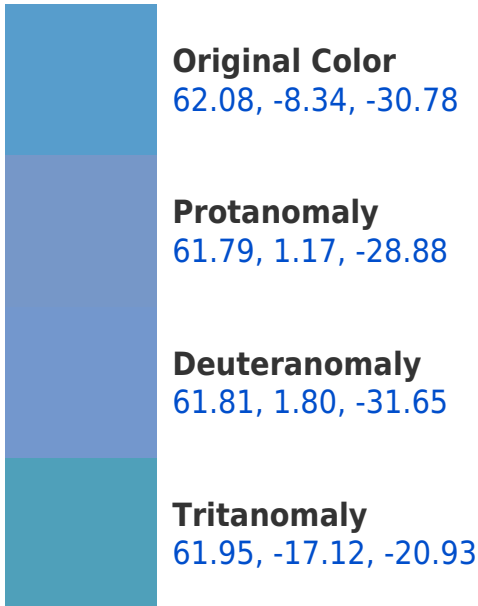 Original Color
62.08, -8.34, -30.78
Protanomaly
61.79, 1.17, -28.88
Deuteranomaly
61.81, 1.80, -31.65
Tritanomaly
61.95, -17.12, -20.93